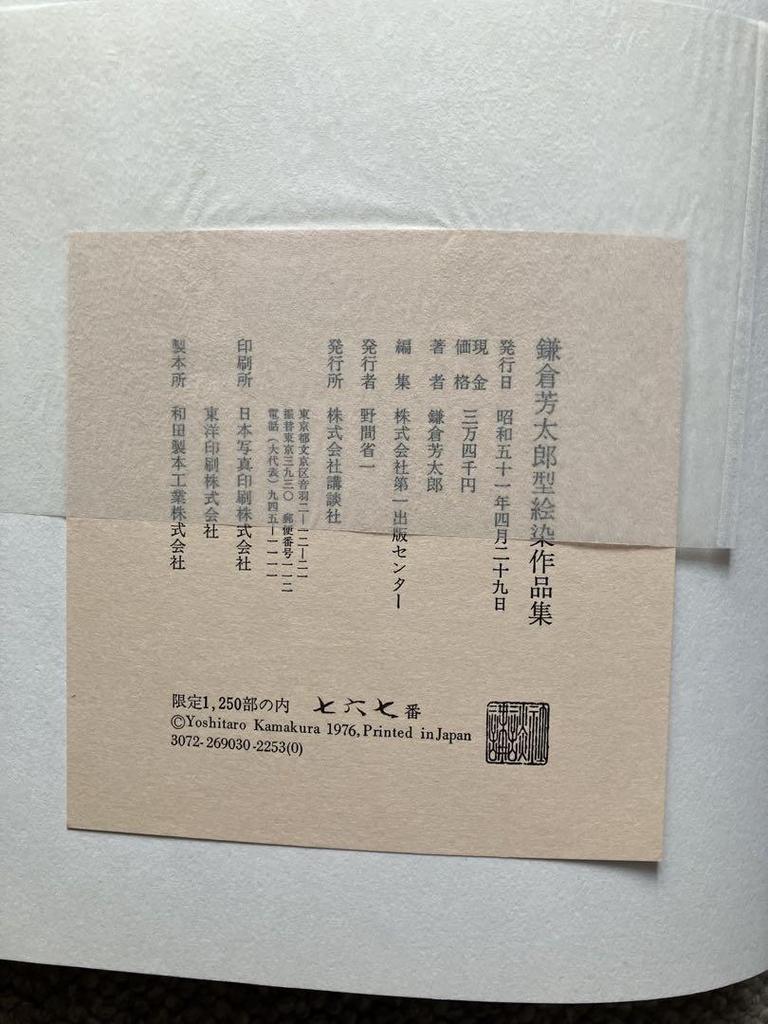 鎌倉芳太郎型絵染作品集
発行日 昭和五十一年四月二十九日
現金価格 三万四千円
著者 鎌倉芳太郎
編集 株式会社第一出版センター
発行者 野間省一
発行所 株式会社講談社
東京都文京区音羽二―一二―二一
振替東京三九三〇 郵便番号一一二
電話(大代表)九四五―一一一一
印刷所 日本写真印刷株式会社
東洋印刷株式会社
製本所 和田製本工業株式会社
限定1,250部の内 七六七番
©Yoshitaro Kamakura 1976, Printed in Japan
3072-269030-2253(0)
講談社